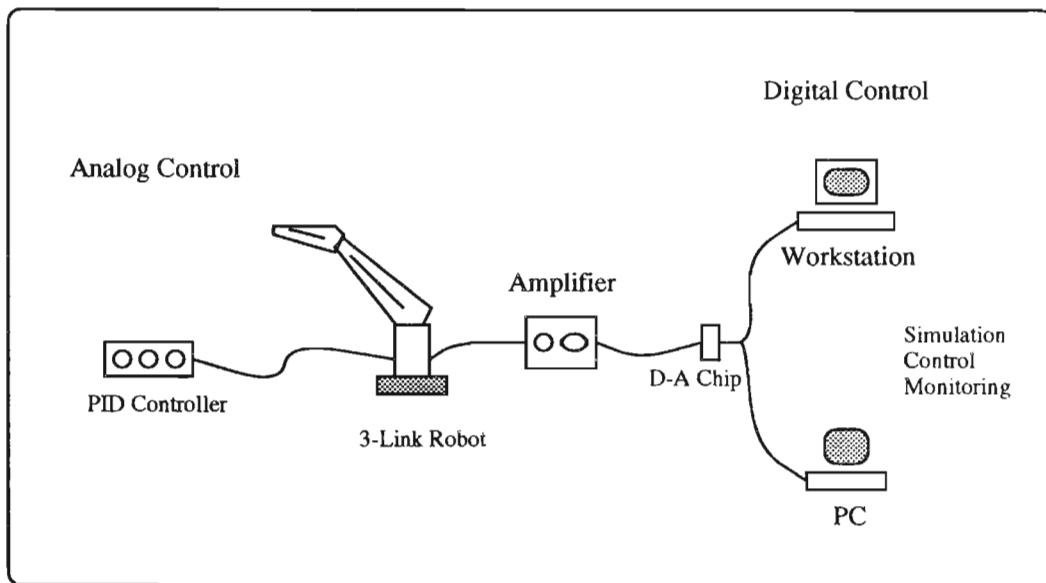 Digital Control
Analog Control
Workstation
Amplifier
Simulation
Control
Monitoring
D-A Chip
PID Controller
3-Link Robot
PC